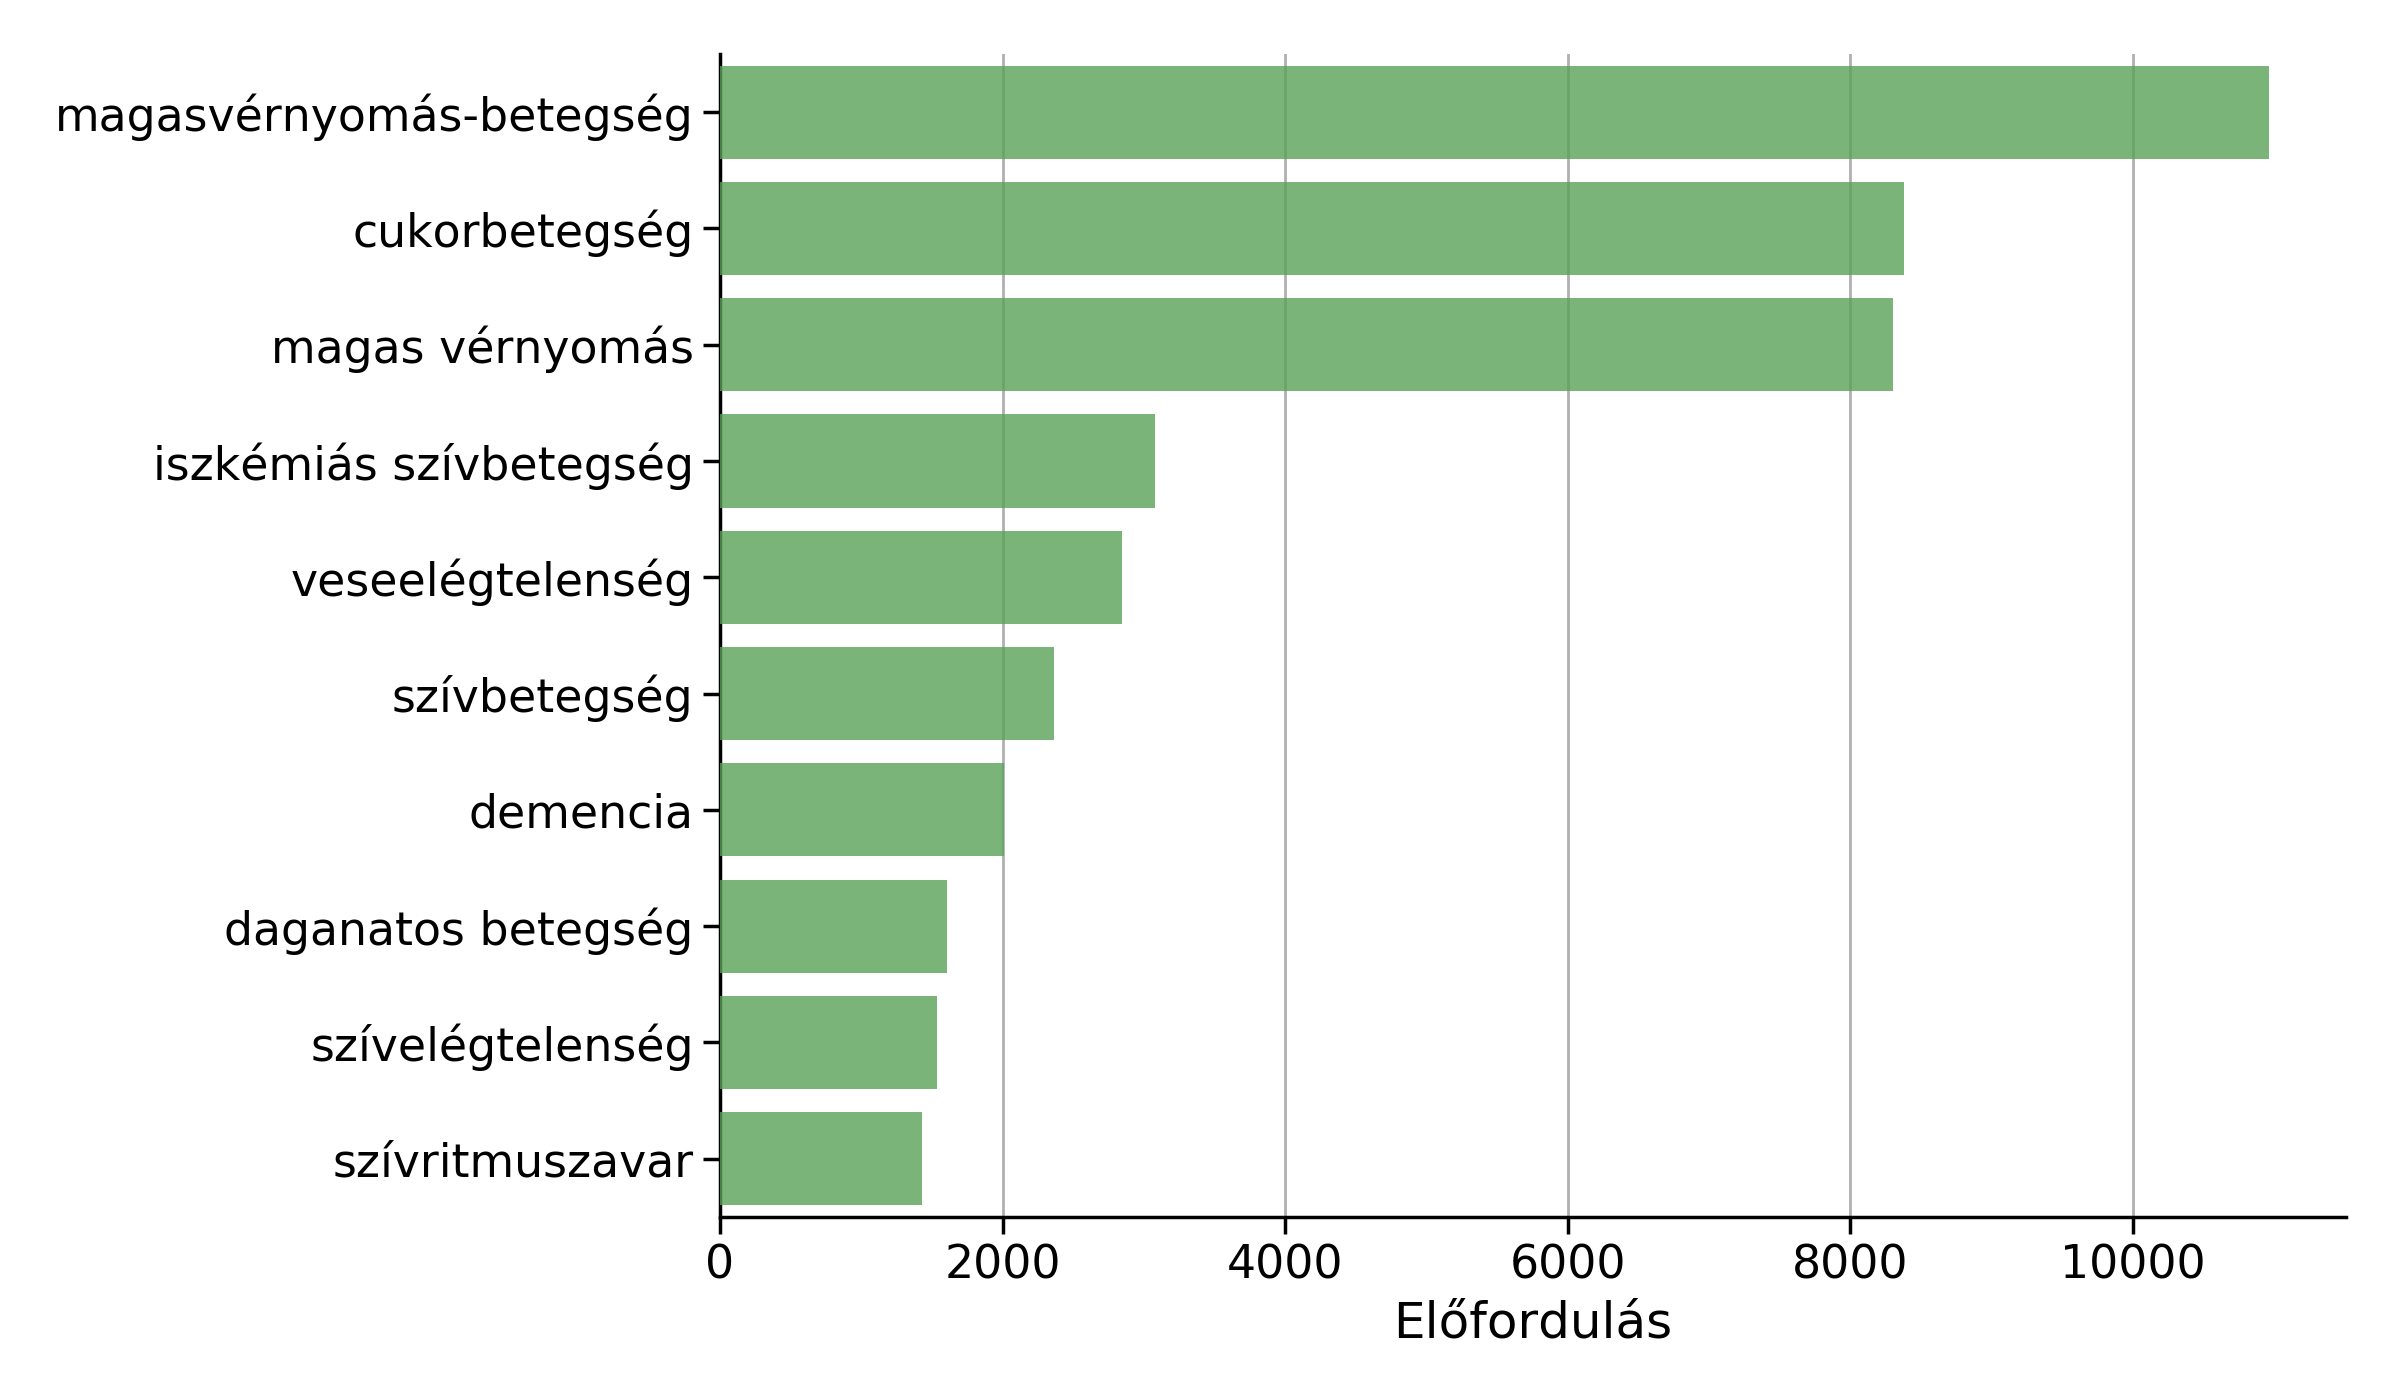 magasvérnyomás-betegség
cukorbetegség
magas vérnyomás
iszkémiás szívbetegség
veseelégtelenség
szívbetegség
demencia
daganatos betegség
szívelégtelenség
szívritmuszavar
0 2000 4000 6000 8000 10000
Előfordulás